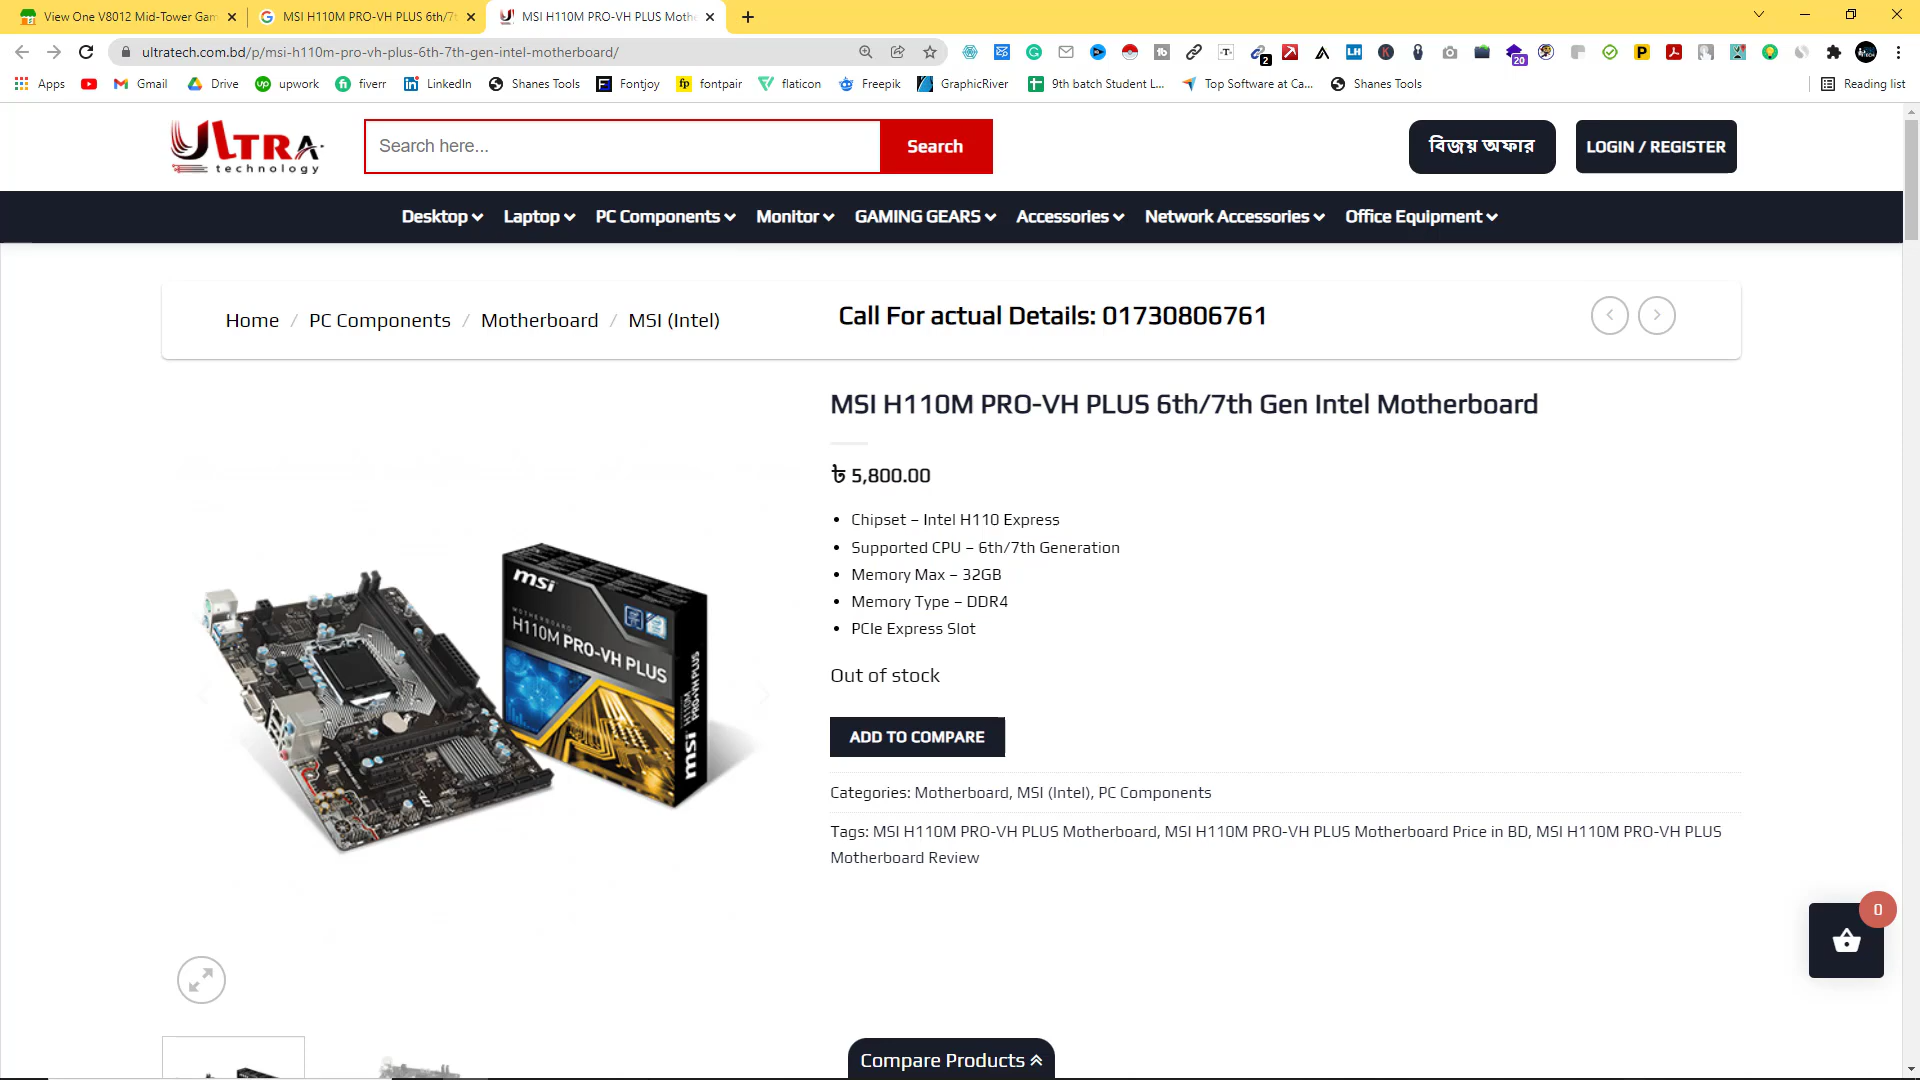 View One V8012 Mid-Tower Gam
MSI H110M PRO-VH PLUS 6th/7t
MSI H110M PRO-VH PLUS Moth
ultratech.com.bd/p/msi-h110m-pro-vh-plus-6th-7th-gen-intel-motherboard/
Apps Gmail Drive upwork fiverr LinkedIn Shanes Tools Fontjoy fontpair flaticon Freepik GraphicRiver 9th batch Student L... Top Software at Ca... Shanes Tools Reading list
ULTRA technology
Search here...
Search
বিজয় অফার
LOGIN / REGISTER
Desktop Laptop PC Components Monitor GAMING GEARS Accessories Network Accessories Office Equipment
Home / PC Components / Motherboard / MSI (Intel)
Call For actual Details: 01730806761
MSI H110M PRO-VH PLUS 6th/7th Gen Intel Motherboard
৳ 5,800.00
• Chipset – Intel H110 Express
• Supported CPU – 6th/7th Generation
• Memory Max – 32GB
• Memory Type – DDR4
• PCIe Express Slot
Out of stock
ADD TO COMPARE
Categories: Motherboard, MSI (Intel), PC Components
Tags: MSI H110M PRO-VH PLUS Motherboard, MSI H110M PRO-VH PLUS Motherboard Price in BD, MSI H110M PRO-VH PLUS
Motherboard Review
msi
MOTHERBOARD
H110M PRO-VH PLUS
H110M PRO-VH PLUS
msi
0
Compare Products
20
2